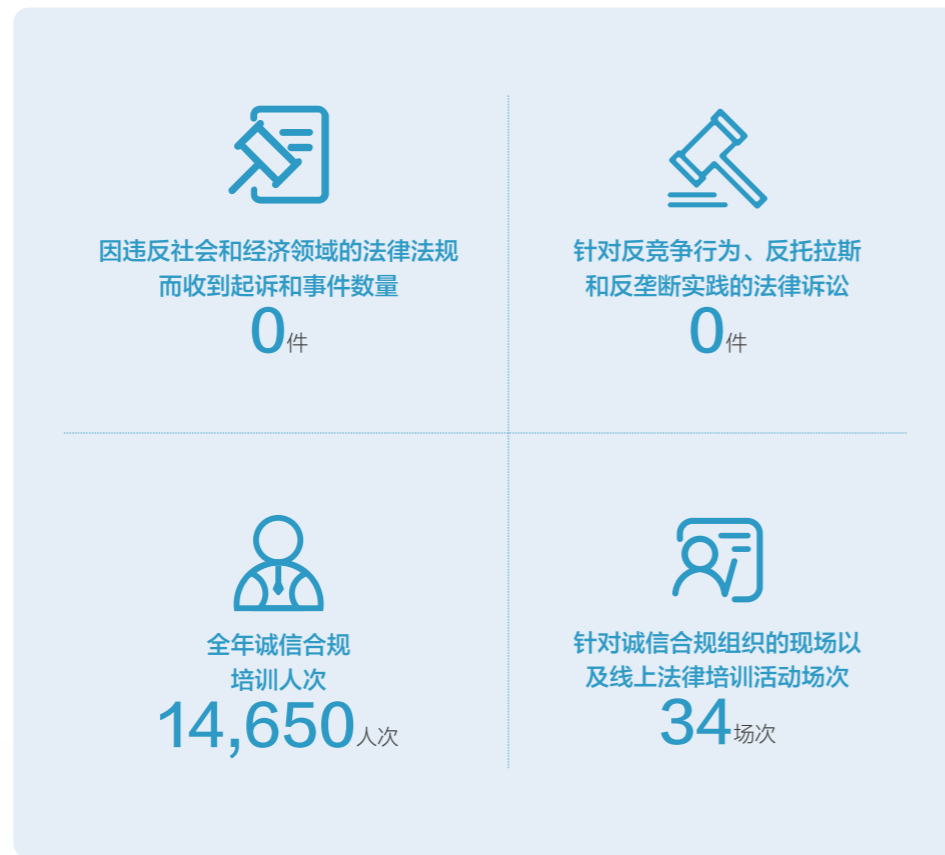 因违反社会和经济领域的法律法规
而收到起诉和事件数量
0件
针对反竞争行为、反托拉斯
和反垄断实践的法律诉讼
0件
全年诚信合规
培训人次
14,650人次
针对诚信合规组织的现场以
及线上法律培训活动场次
34场次